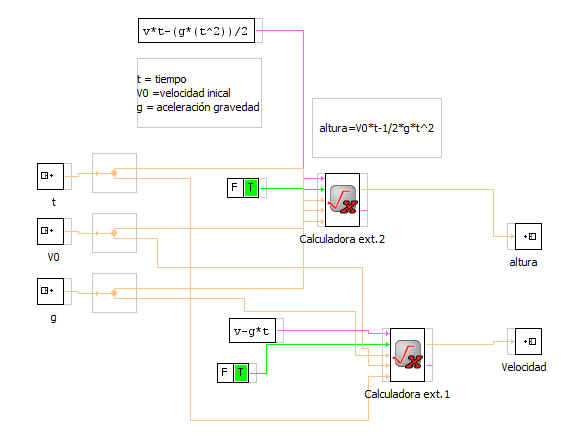 v*t-(g*(t^2))/2
t = tiempo
V0 =velocidad inical
g = aceleración gravedad
altura=V0*t-1/2*g*t^2
t
F T
Calculadora ext.2
V0
altura
g
v-g*t
F T
Velocidad
Calculadora ext.1